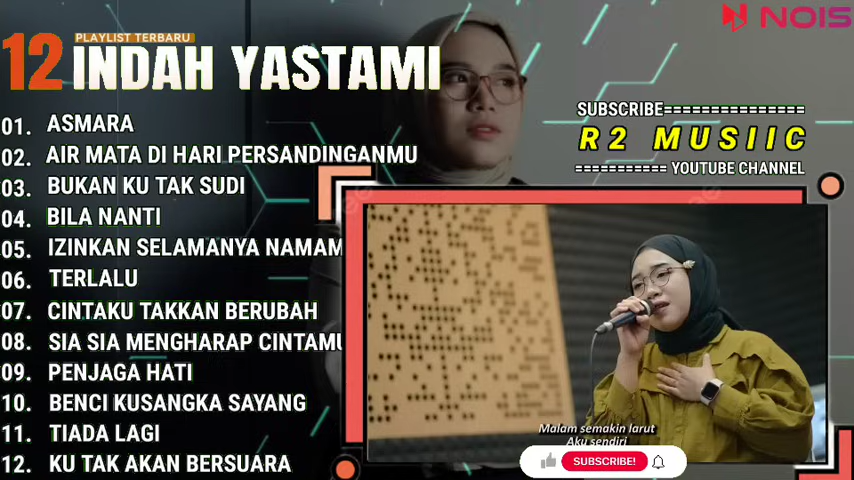 NOIS
PLAYLIST TERBARU
12 INDAH YASTAMI
01. ASMARA
02. AIR MATA DI HARI PERSANDINGANMU
03. BUKAN KU TAK SUDI
04. BILA NANTI
05. IZINKAN SELAMANYA NAMAM
06. TERLALU
07. CINTAKU TAKKAN BERUBAH
08. SIA SIA MENGHARAP CINTAMU
09. PENJAGA HATI
10. BENCI KUSANGKA SAYANG
11. TIADA LAGI
12. KU TAK AKAN BERSUARA
SUBSCRIBE===============
R2 MUSIIC
=========== YOUTUBE CHANNEL
Malam semakin larut
Aku sendiri
SUBSCRIBE!